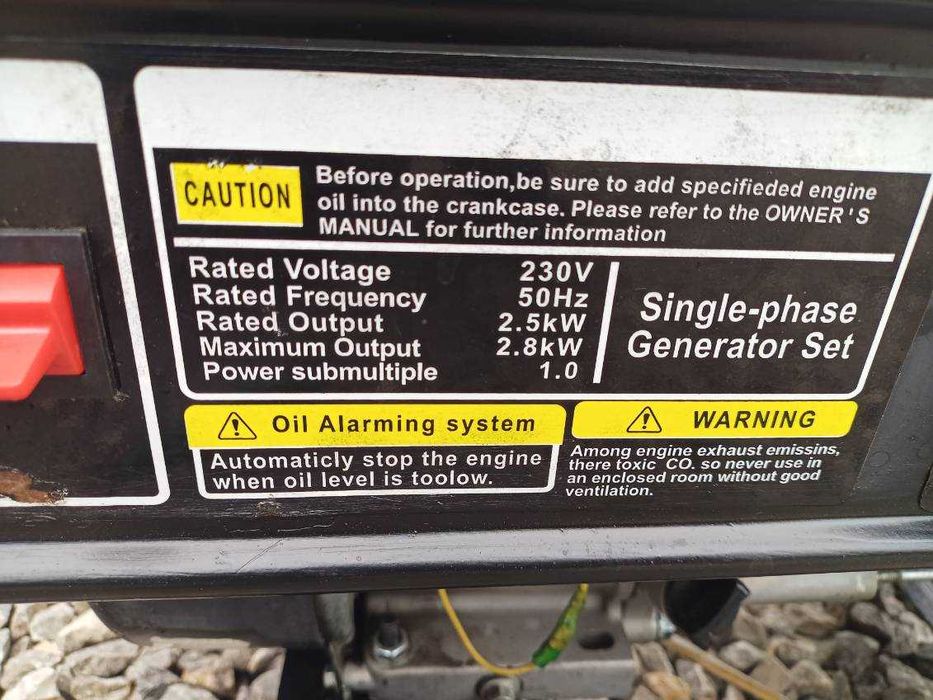 CAUTION
Before operation,be sure to add specifieded engine
oil into the crankcase. Please refer to the OWNER'S
MANUAL for further information
Rated Voltage 230V
Rated Frequency 50Hz
Rated Output 2.5kW
Maximum Output 2.8kW
Power submultiple 1.0
Single-phase
Generator Set
Oil Alarming system
Automaticly stop the engine
when oil level is toolow.
WARNING
Among engine exhaust emissins,
there toxic CO. so never use in
an enclosed room without good
ventilation.